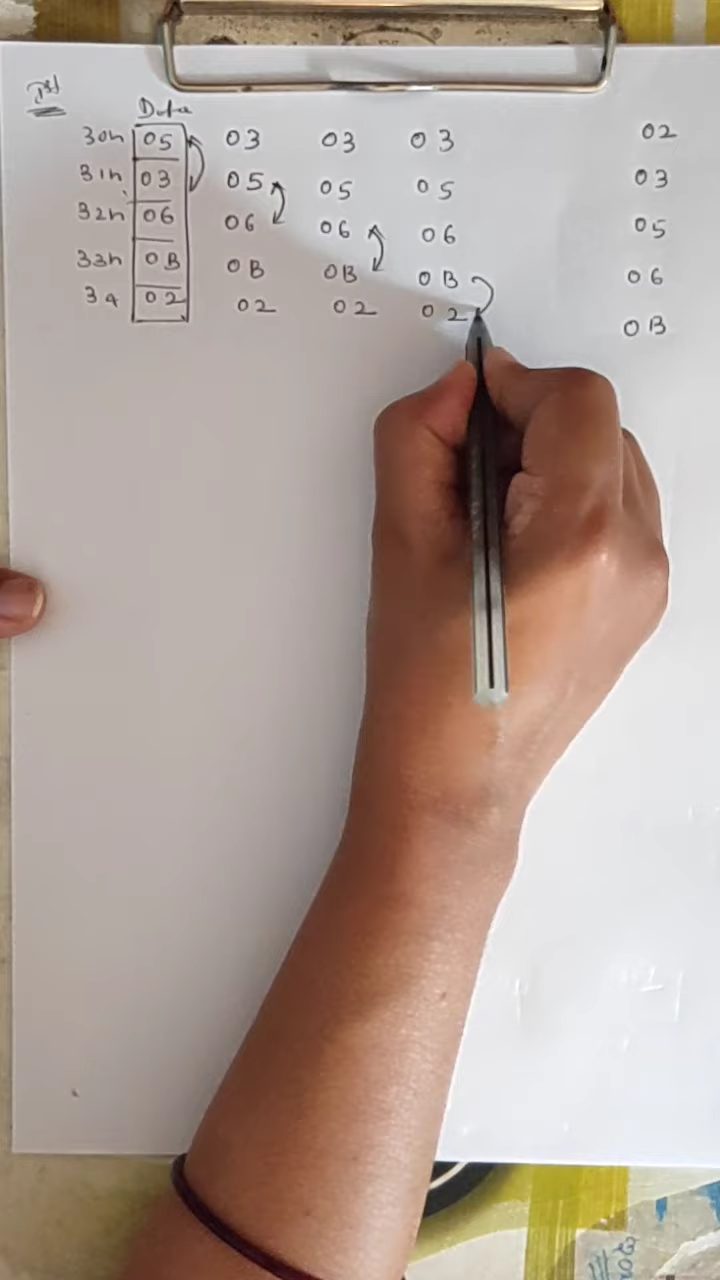 Ist
Data
30h 05 03 03 03 02
31h 03 05 05 05 03
32h 06 06 06 06 05
33h 0B 0B 0B 0B 06
34 02 02 02 02 0B